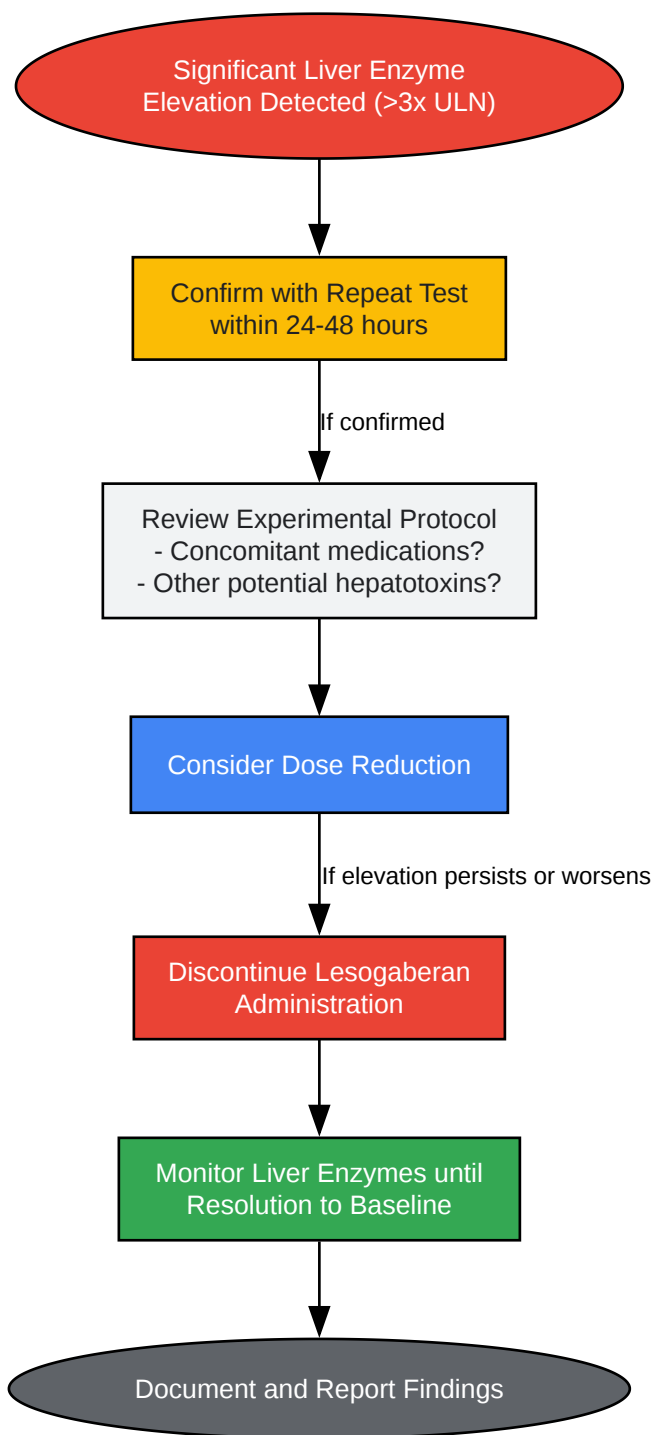 Significant Liver Enzyme
Elevation Detected (>3x ULN)
Confirm with Repeat Test
within 24-48 hours
If confirmed
Review Experimental Protocol
- Concomitant medications?
- Other potential hepatotoxins?
Consider Dose Reduction
If elevation persists or worsens
Discontinue Lesogaberan
Administration
Monitor Liver Enzymes until
Resolution to Baseline
Document and Report Findings